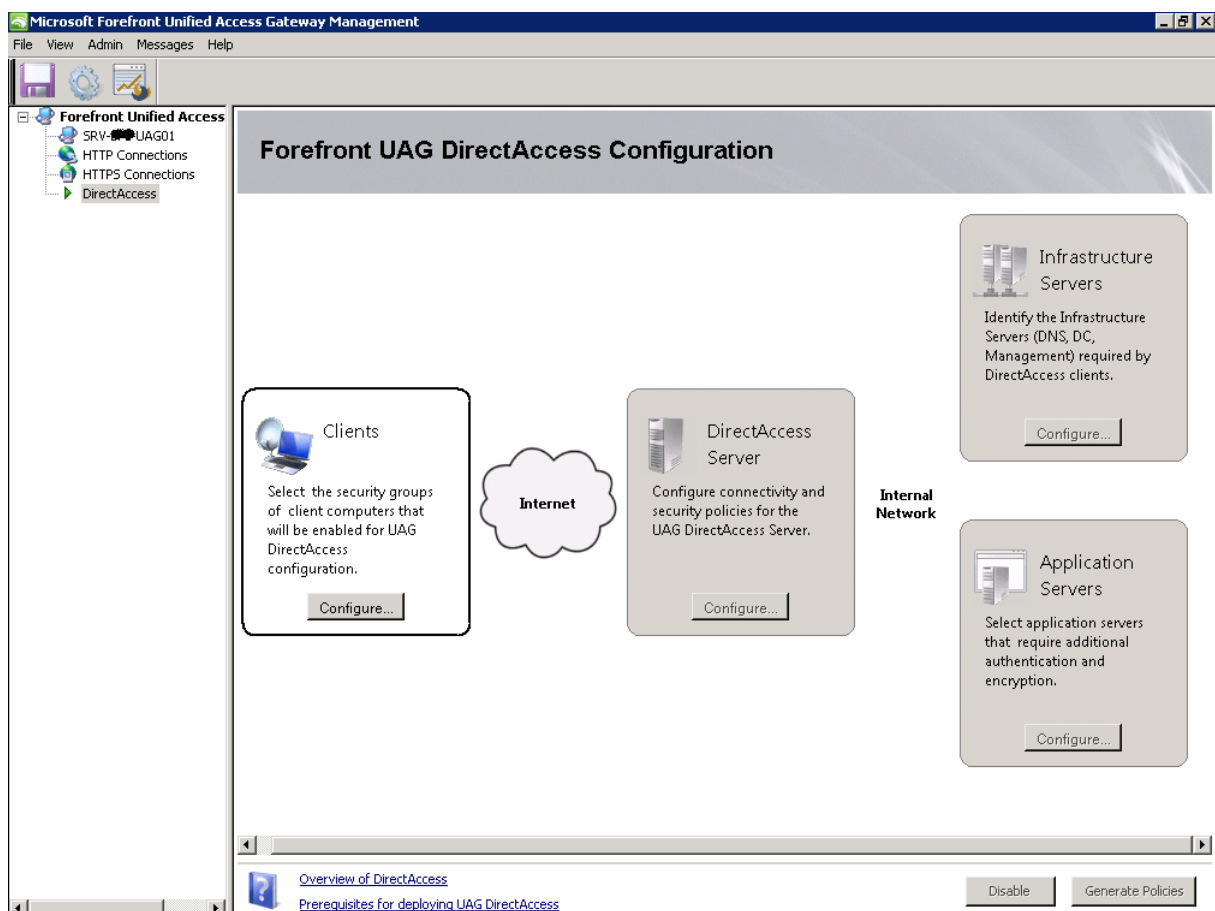 Microsoft Forefront Unified Access Gateway Management
File View Admin Messages Help
Forefront Unified Access
SRV- UAG01
HTTP Connections
HTTPS Connections
DirectAccess
Forefront UAG DirectAccess Configuration
Infrastructure
Servers
Identify the Infrastructure
Servers (DNS, DC,
Management) required by
DirectAccess clients.
Configure...
Clients
Select the security groups
of client computers that
will be enabled for UAG
DirectAccess
configuration.
Configure...
Internet
DirectAccess
Server
Configure connectivity and
security policies for the
UAG DirectAccess Server.
Configure...
Internal
Network
Application
Servers
Select application servers
that require additional
authentication and
encryption.
Configure...
Overview of DirectAccess
Prerequisites for deploying UAG DirectAccess
Disable
Generate Policies